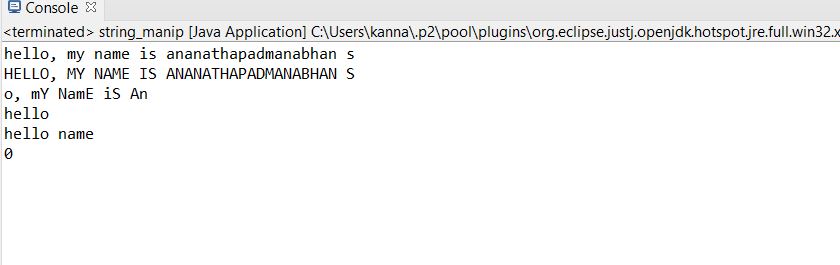 Console
<terminated> string_manip [Java Application] C:\Users\kanna\.p2\pool\plugins\org.eclipse.justj.openjdk.hotspot.jre.full.win32.x
hello, my name is ananathapadmanabhan s
HELLO, MY NAME IS ANANATHAPADMANABHAN S
o, mY NamE iS An
hello
hello name
0